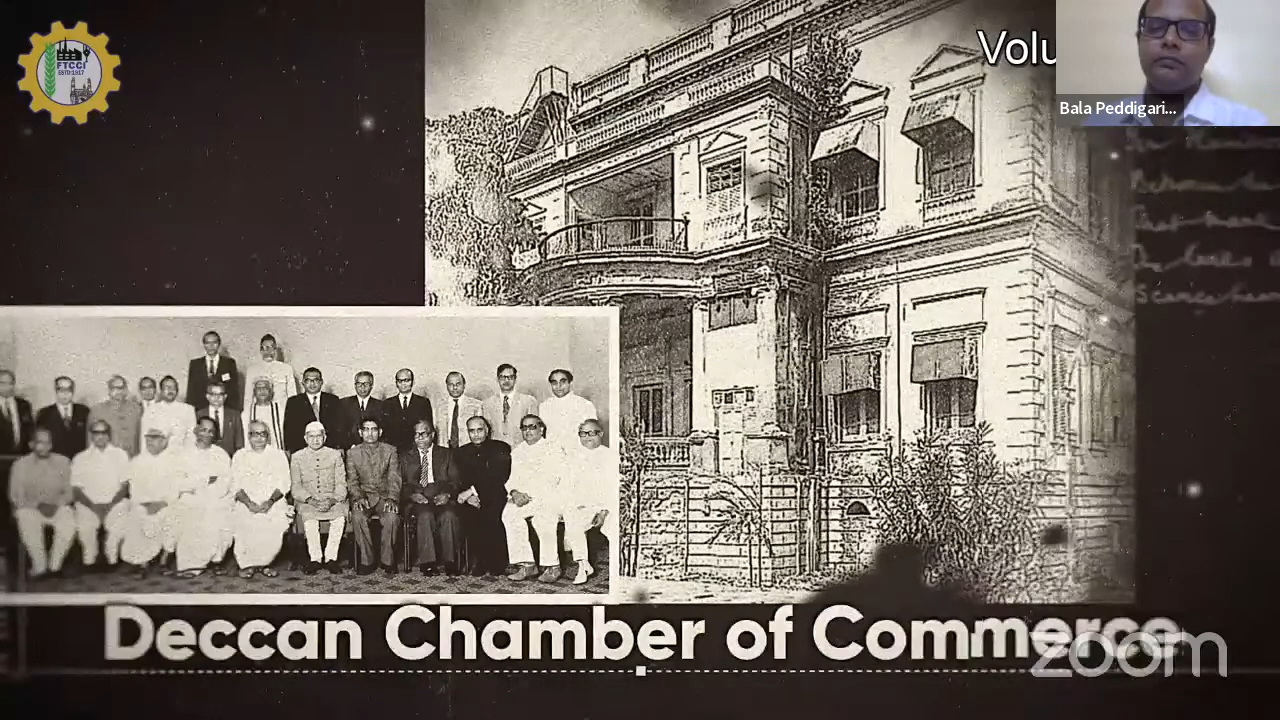 FTCCI
ESTD:1917
Volu
Bala Peddigari...
Deccan Chamber of Commerce
zoom